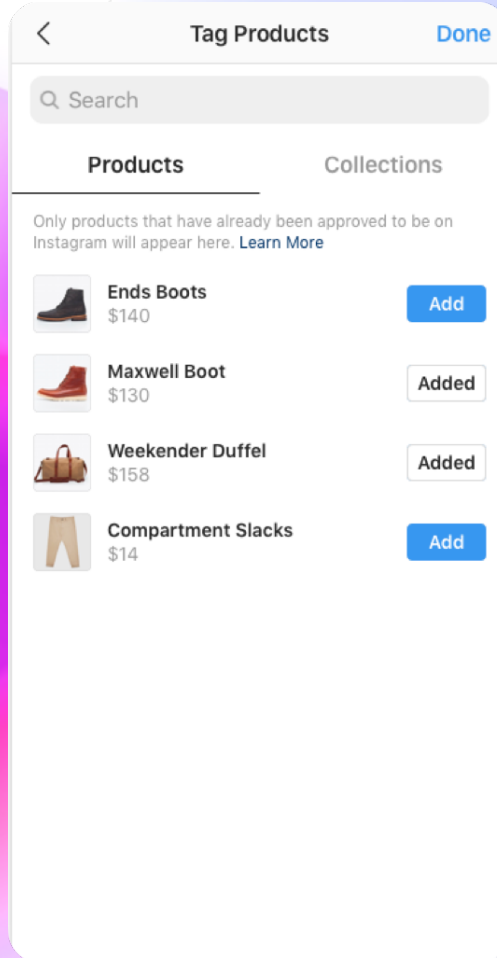 Tag Products
Done
Search
Products
Collections
Only products that have already been approved to be on
Instagram will appear here. Learn More
Ends Boots
$140
Add
Maxwell Boot
$130
Added
Weekender Duffel
$158
Added
Compartment Slacks
$14
Add